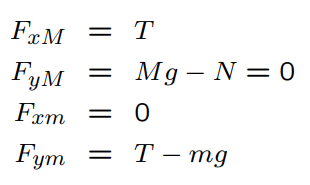 F_{xM} = T
F_{yM} = Mg − N = 0
F_{xm} = 0
F_{ym} = T − mg